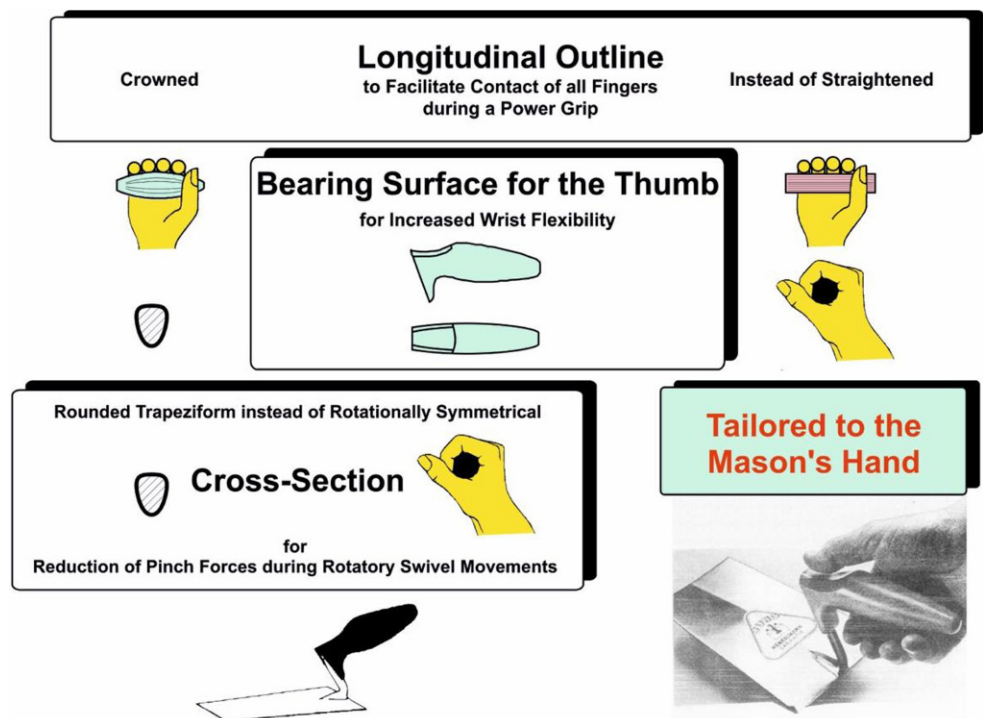 Longitudinal Outline
Crowned
to Facilitate Contact of all Fingers
Instead of Straightened
during a Power Grip
Bearing Surface for the Thumb
for Increased Wrist Flexibility
Rounded Trapeziform instead of Rotationally Symmetrical
Cross-Section
for
Reduction of Pinch Forces during Rotatory Swivel Movements
Tailored to the
Mason's Hand